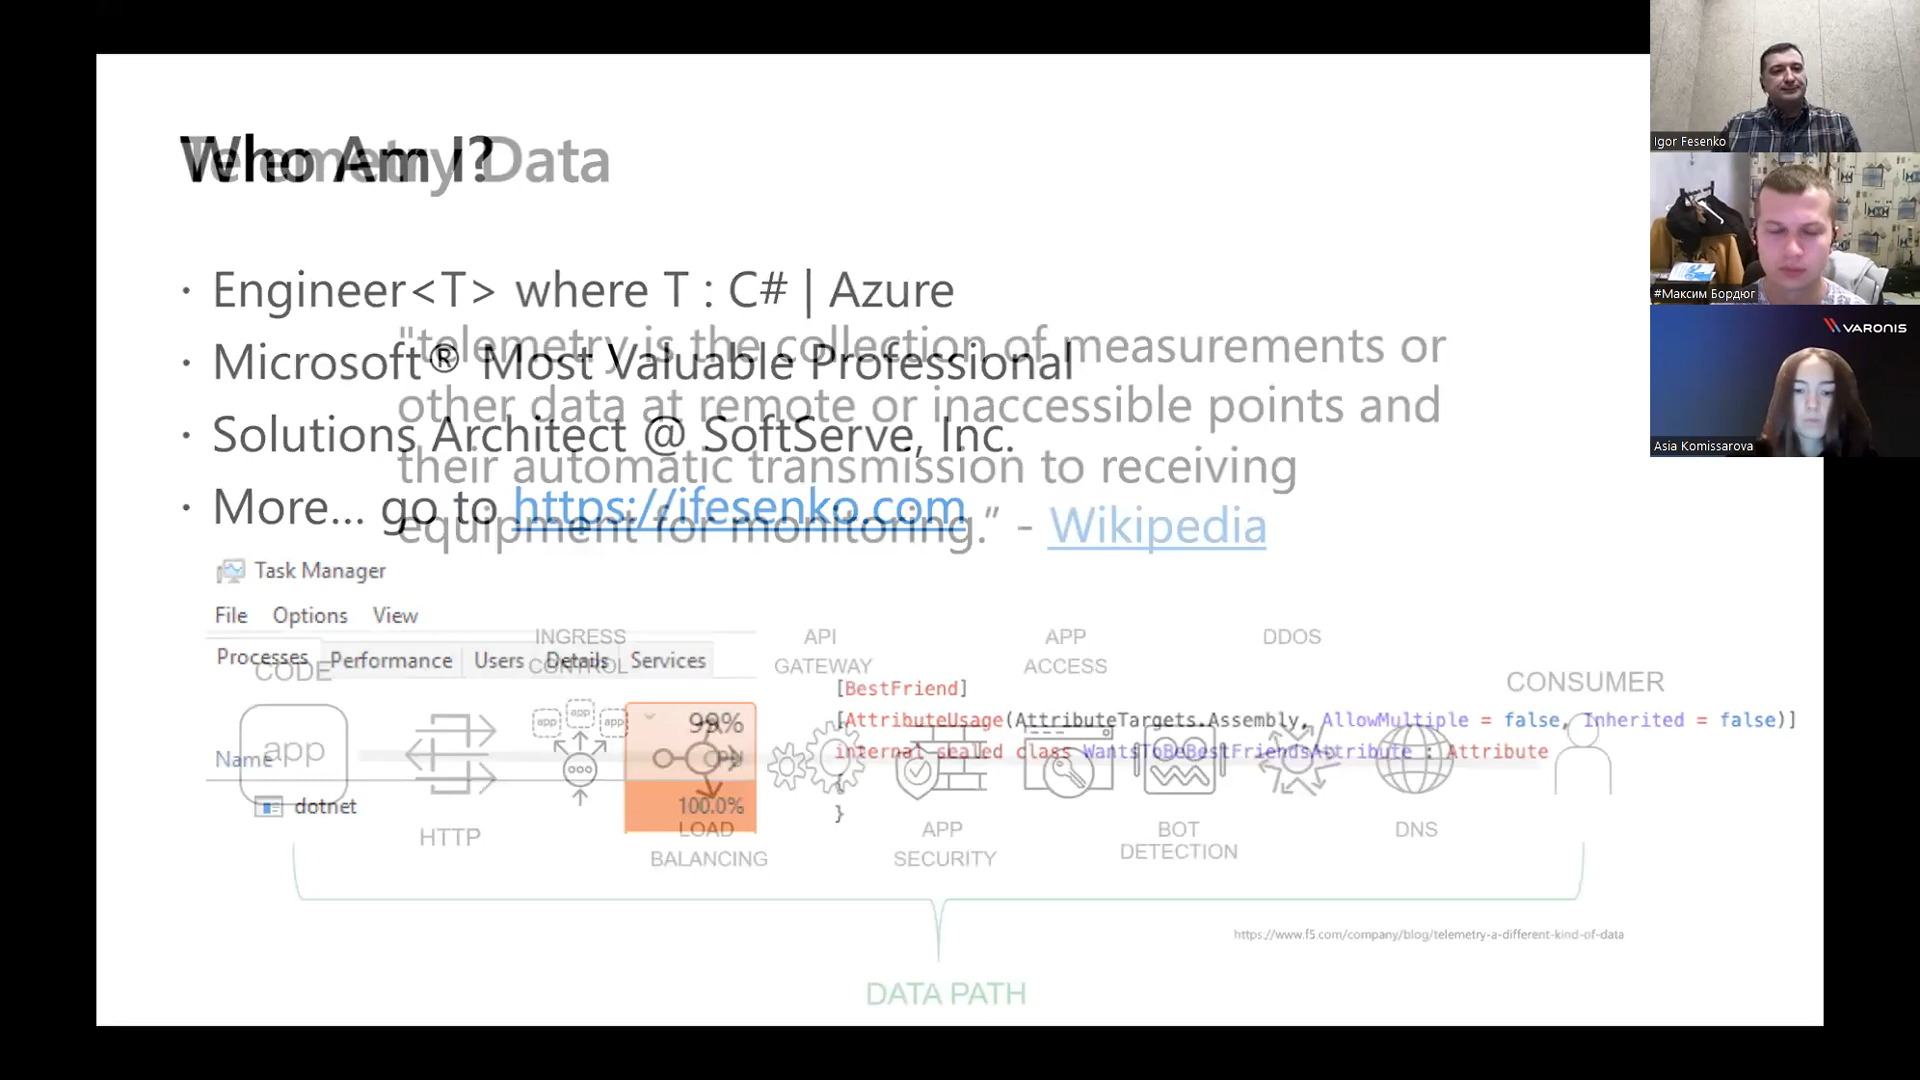 Who Am I?
Telemetry Data
· Engineer<T> where T : C# | Azure
· Microsoft® Most Valuable Professional
· Solutions Architect @ SoftServe, Inc.
· More... go to https://ifesenko.com
"telemetry is the collection of measurements or
other data at remote or inaccessible points and
their automatic transmission to receiving
equipment for monitoring.” - Wikipedia
Task Manager
File Options View
Processes Performance Users Details Services
99%
CPU
Name
100.0%
dotnet
[BestFriend]
[AttributeUsage(AttributeTargets.Assembly, AllowMultiple = false, Inherited = false)]
internal sealed class WantsToBeBestFriendsAttribute : Attribute
{
}
CODE
app
HTTP
INGRESS
CONTROL
app app app
LOAD
BALANCING
API
GATEWAY
APP
SECURITY
APP
ACCESS
BOT
DETECTION
DDOS
DNS
CONSUMER
https://www.f5.com/company/blog/telemetry-a-different-kind-of-data
DATA PATH
Igor Fesenko
#Максим Бордюг
VARONIS
Asia Komissarova